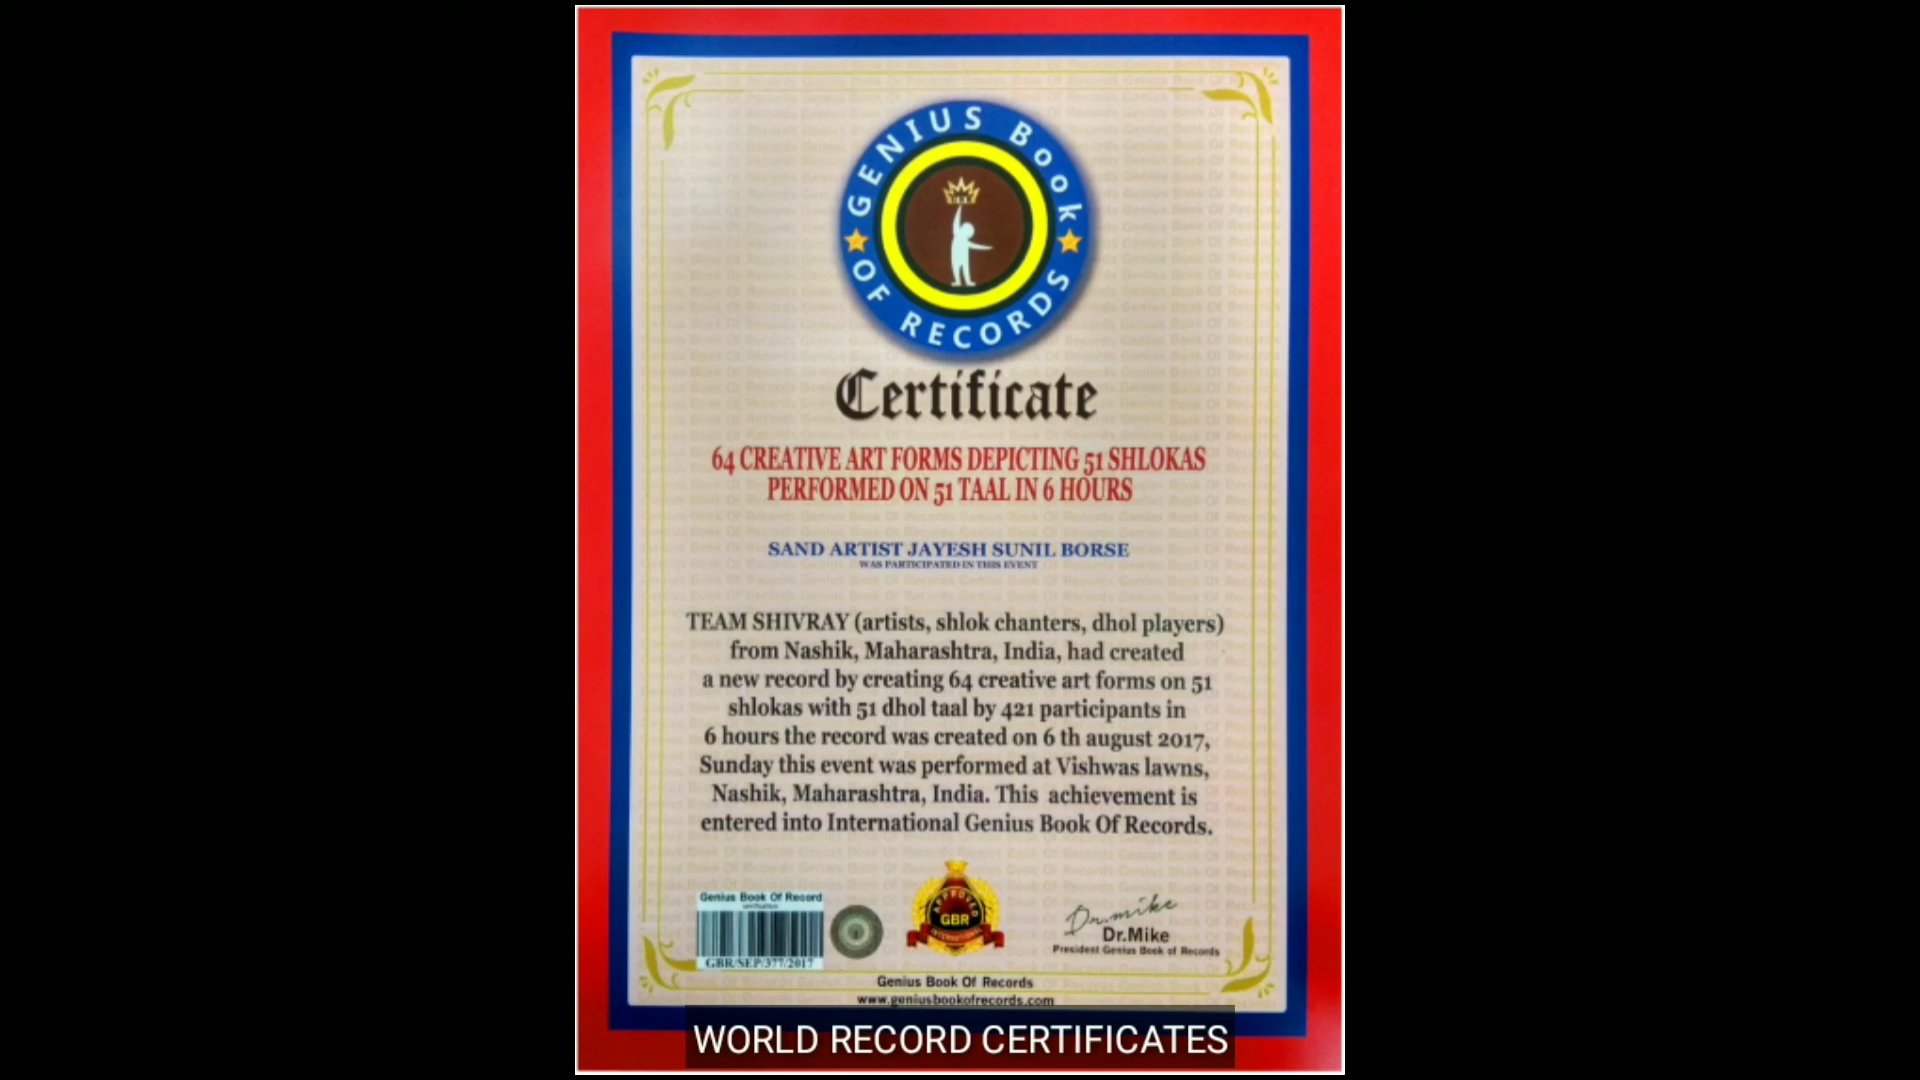 GENIUS Book
OF RECORDS
Certificate
64 CREATIVE ART FORMS DEPICTING 51 SHLOKAS
PERFORMED ON 51 TAAL IN 6 HOURS
SAND ARTIST JAYESH SUNIL BORSE
WAS PARTICIPATED IN THIS EVENT
TEAM SHIVRAY (artists, shlok chanters, dhol players)
from Nashik, Maharashtra, India, had created
a new record by creating 64 creative art forms on 51
shlokas with 51 dhol taal by 421 participants in
6 hours the record was created on 6 th august 2017,
Sunday this event was performed at Vishwas lawns,
Nashik, Maharashtra, India. This achievement is
entered into International Genius Book Of Records.
Genius Book Of Record
verification
GBR/SEP/377/2017
APPROVED
GBR
INTERNATIONAL
Dr.mike
Dr.Mike
President Genius Book of Records
Genius Book Of Records
www.geniusbookofrecords.com
WORLD RECORD CERTIFICATES